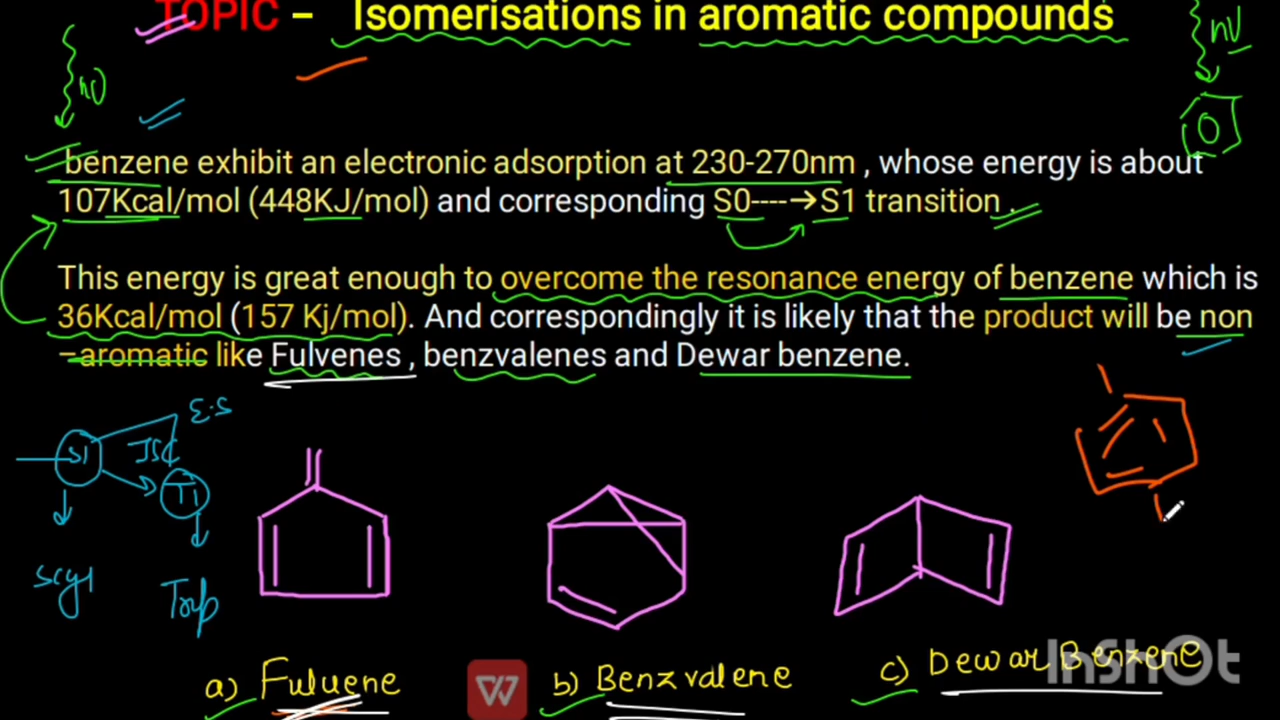 TOPIC – Isomerisations in aromatic compounds
hν
hν
benzene exhibit an electronic adsorption at 230-270nm , whose energy is about
107Kcal/mol (448KJ/mol) and corresponding S0----→S1 transition .
This energy is great enough to overcome the resonance energy of benzene which is
36Kcal/mol (157 Kj/mol). And correspondingly it is likely that the product will be non
–aromatic like Fulvenes , benzvalenes and Dewar benzene.
E.S
S1 ISC
T1
Trip
a) Fuluene b) Benzvalene c) Dewar Benzene
InShOt